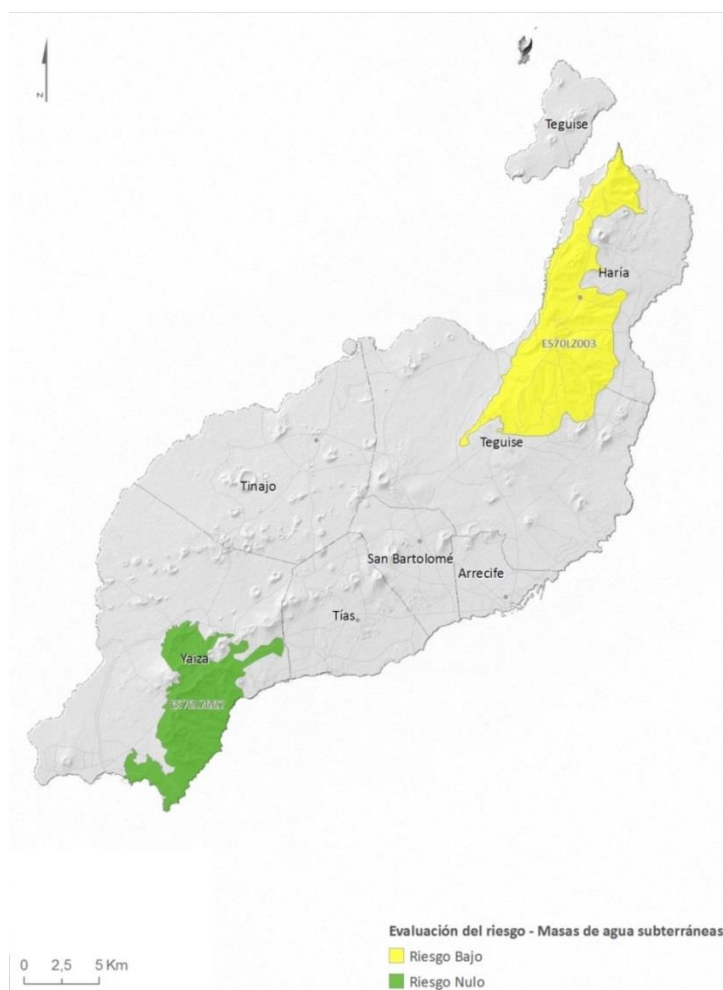 N
Teguise
Haría
ES70LZ003
Teguise
Tinajo
San Bartolomé
Arrecife
Tías
Yaiza
ES70LZ002
Evaluación del riesgo - Masas de agua subterráneas
Riesgo Bajo
Riesgo Nulo
0 2,5 5 Km